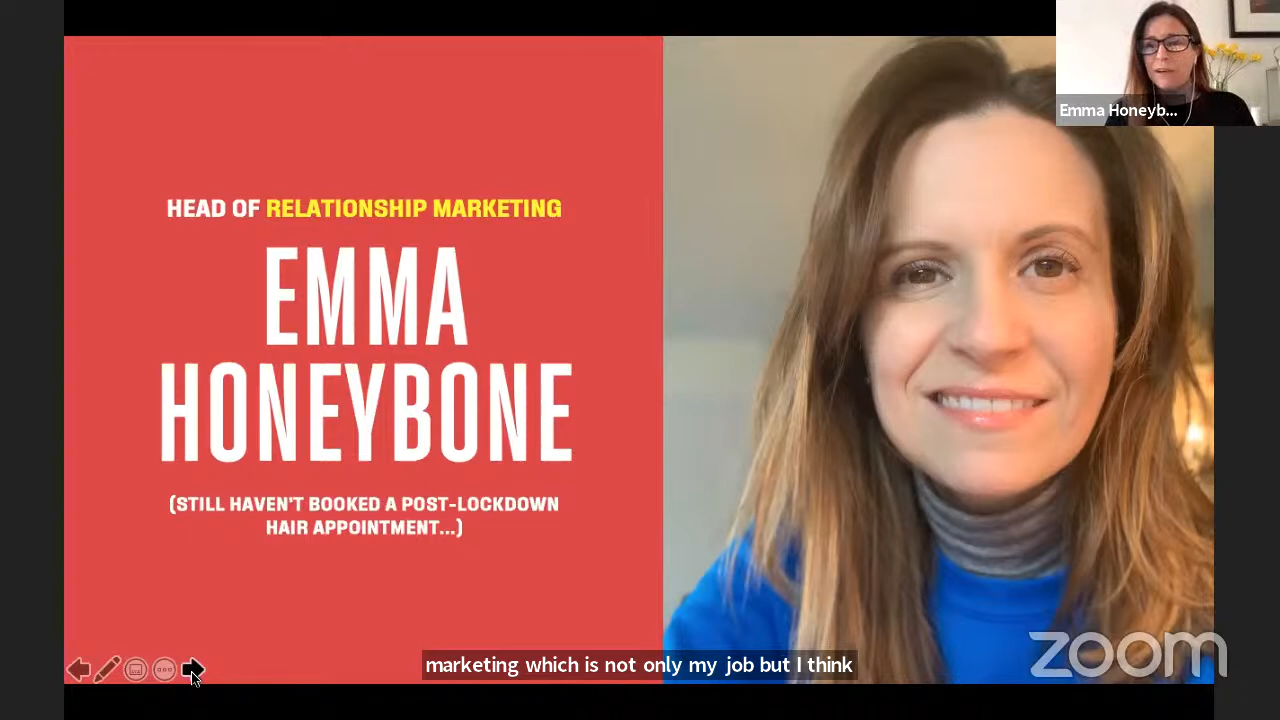 Emma Honeyb...
HEAD OF RELATIONSHIP MARKETING
EMMA
HONEYBONE
(STILL HAVEN'T BOOKED A POST-LOCKDOWN
HAIR APPOINTMENT...)
marketing which is not only my job but I think
zoom